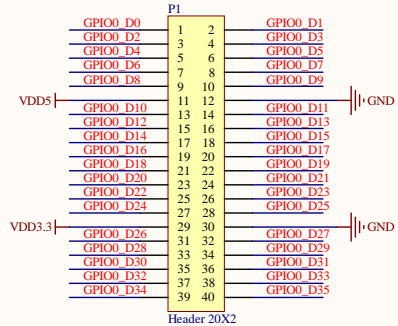 P1
GPIO0_D0 1 2 GPIO0_D1
GPIO0_D2 3 4 GPIO0_D3
GPIO0_D4 5 6 GPIO0_D5
GPIO0_D6 7 8 GPIO0_D7
GPIO0_D8 9 10 GPIO0_D9
VDD5 11 12 GND
GPIO0_D10 13 14 GPIO0_D11
GPIO0_D12 15 16 GPIO0_D13
GPIO0_D14 17 18 GPIO0_D15
GPIO0_D16 19 20 GPIO0_D17
GPIO0_D18 21 22 GPIO0_D19
GPIO0_D20 23 24 GPIO0_D21
GPIO0_D22 25 26 GPIO0_D23
GPIO0_D24 27 28 GPIO0_D25
VDD3.3 29 30 GND
GPIO0_D26 31 32 GPIO0_D27
GPIO0_D28 33 34 GPIO0_D29
GPIO0_D30 35 36 GPIO0_D31
GPIO0_D32 37 38 GPIO0_D33
GPIO0_D34 39 40 GPIO0_D35
Header 20X2